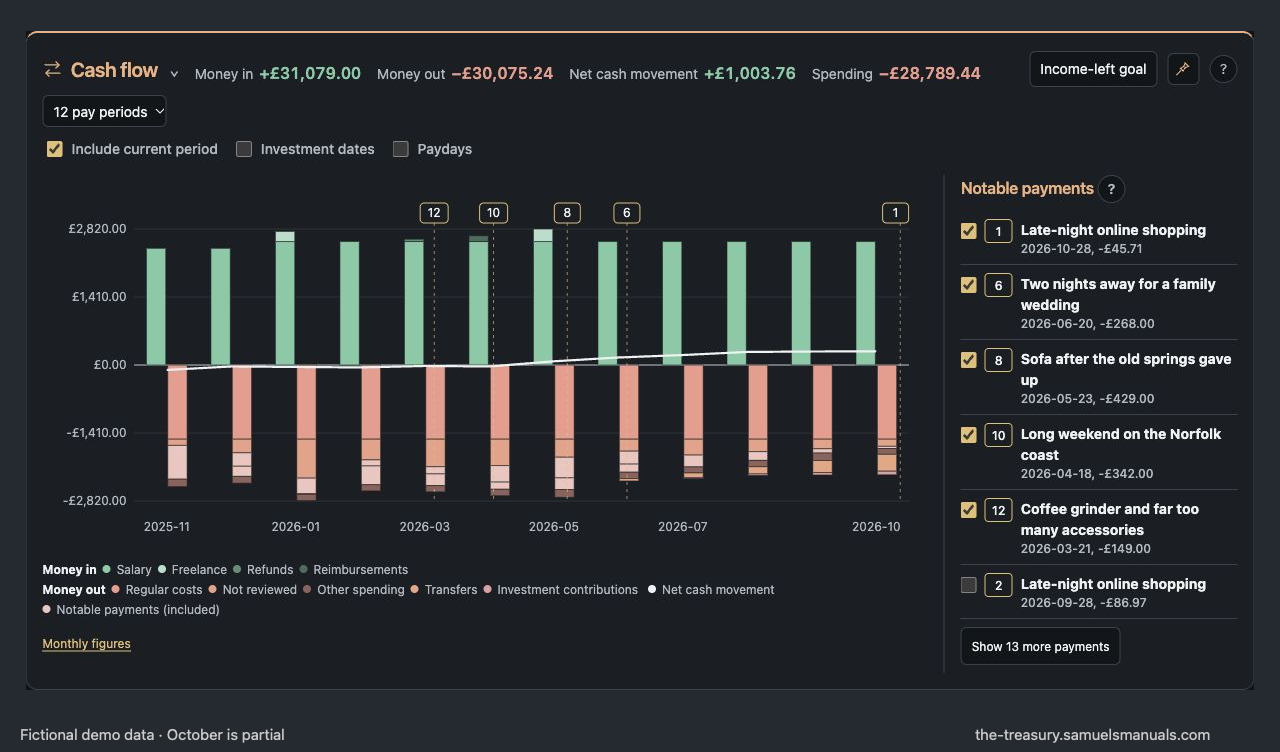 Cash flow Money in +£31,079.00 Money out −£30,075.24 Net cash movement +£1,003.76 Spending −£28,789.44 Income-left goal ?
12 pay periods
Include current period Investment dates Paydays
Notable payments ?
12 10 8 6 1
£2,820.00
£1,410.00
£0.00
-£1,410.00
-£2,820.00
2025-11 2026-01 2026-03 2026-05 2026-07 2026-10
Money in Salary Freelance Refunds Reimbursements
Money out Regular costs Not reviewed Other spending Transfers Investment contributions Net cash movement
Notable payments (included)
Monthly figures
1 Late-night online shopping
2026-10-28, -£45.71
6 Two nights away for a family
wedding
2026-06-20, -£268.00
8 Sofa after the old springs gave
up
2026-05-23, -£429.00
10 Long weekend on the Norfolk
coast
2026-04-18, -£342.00
12 Coffee grinder and far too
many accessories
2026-03-21, -£149.00
2 Late-night online shopping
2026-09-28, -£86.97
Show 13 more payments
Fictional demo data · October is partial the-treasury.samuelsmanuals.com